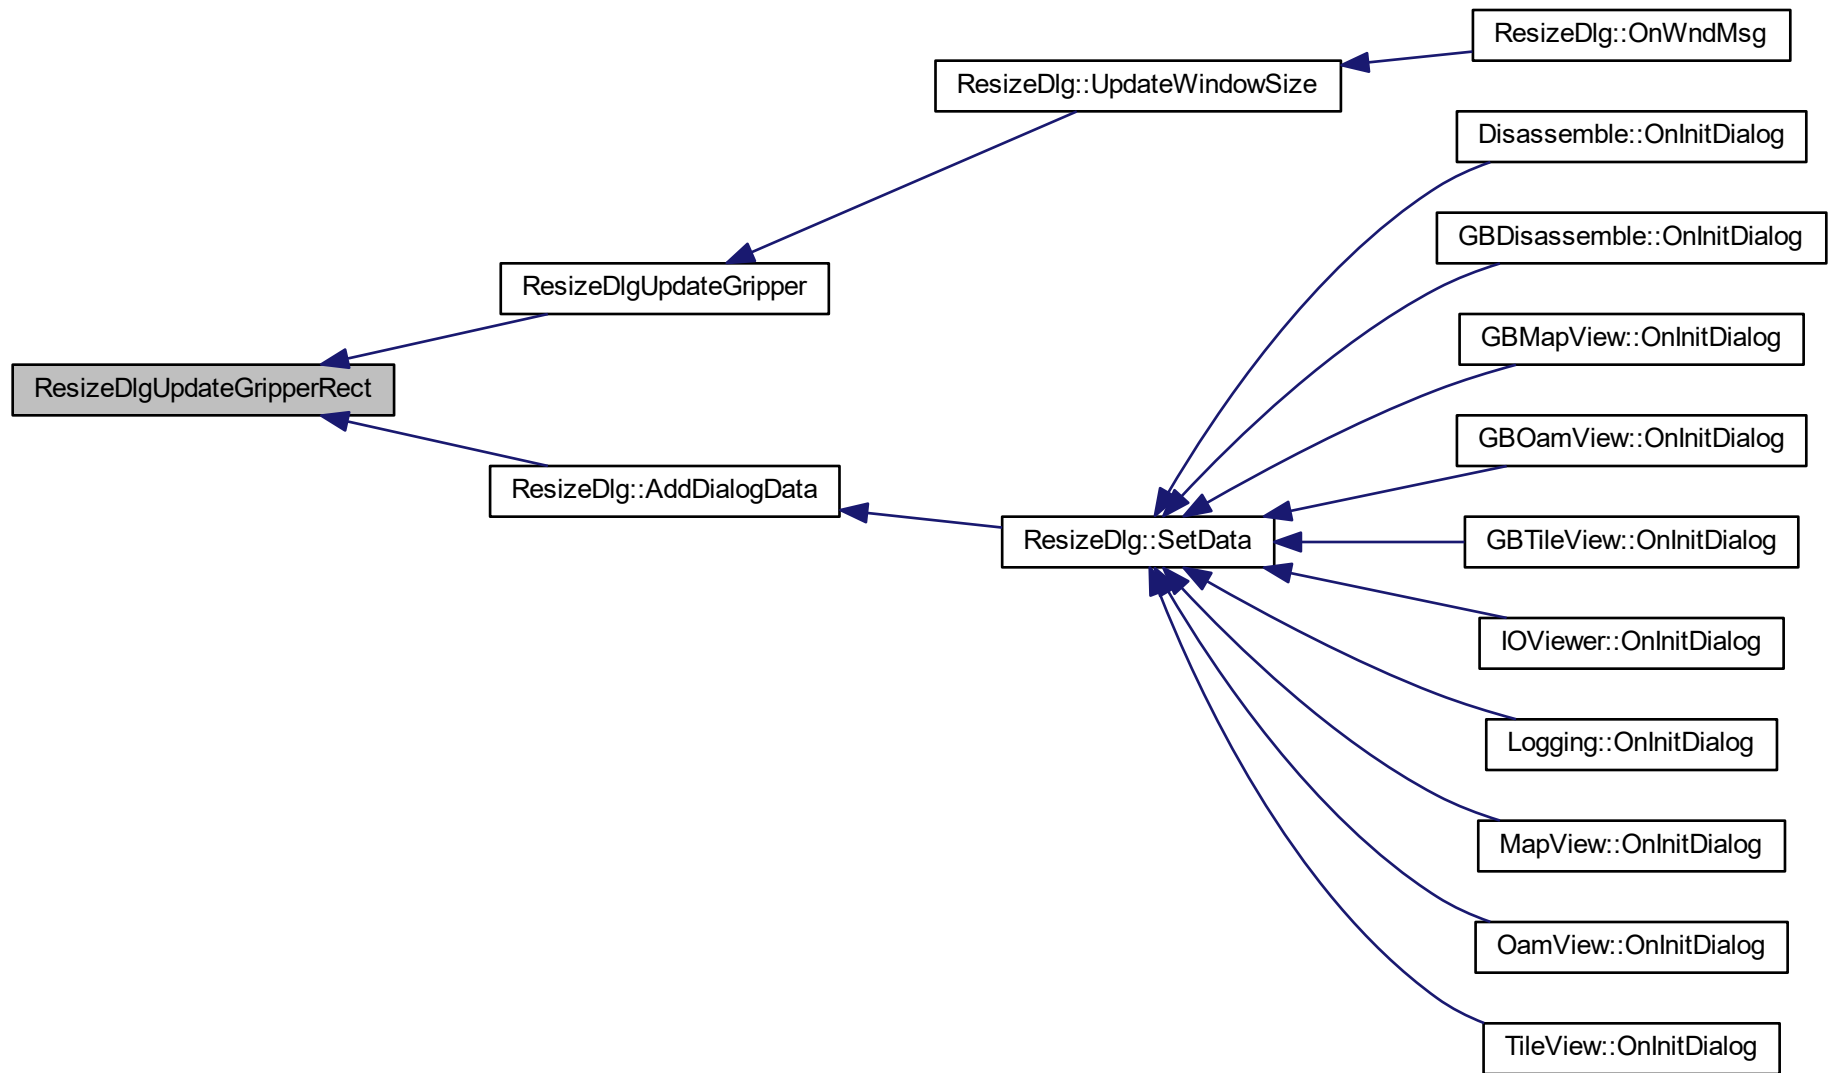 ResizeDlg::OnWndMsg
ResizeDlg::UpdateWindowSize
Disassemble::OnInitDialog
GBDisassemble::OnInitDialog
ResizeDlgUpdateGripper
GBMapView::OnInitDialog
ResizeDlgUpdateGripperRect
GBOamView::OnInitDialog
ResizeDlg::AddDialogData
ResizeDlg::SetData
GBTileView::OnInitDialog
IOViewer::OnInitDialog
Logging::OnInitDialog
MapView::OnInitDialog
OamView::OnInitDialog
TileView::OnInitDialog